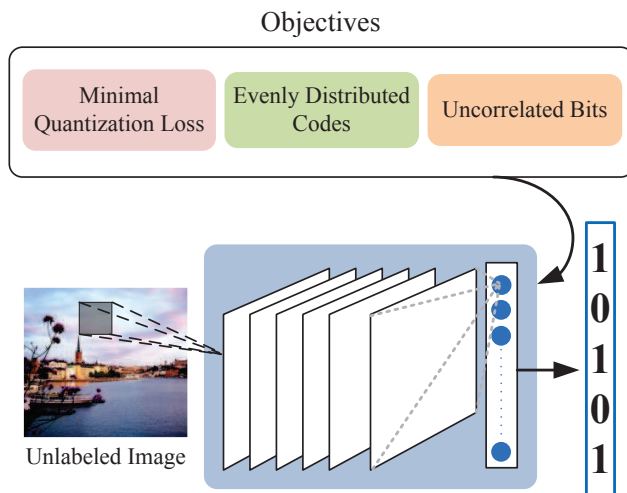 Objectives
Minimal
Quantization Loss
Evenly Distributed
Codes
Uncorrelated Bits
Unlabeled Image
1
0
1
0
1